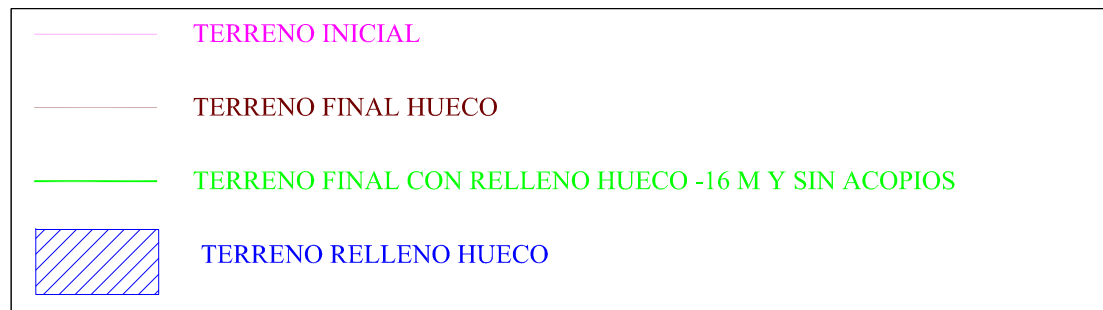 TERRENO INICIAL
TERRENO FINAL HUECO
TERRENO FINAL CON RELLENO HUECO -16 M Y SIN ACOPIOS
TERRENO RELLENO HUECO